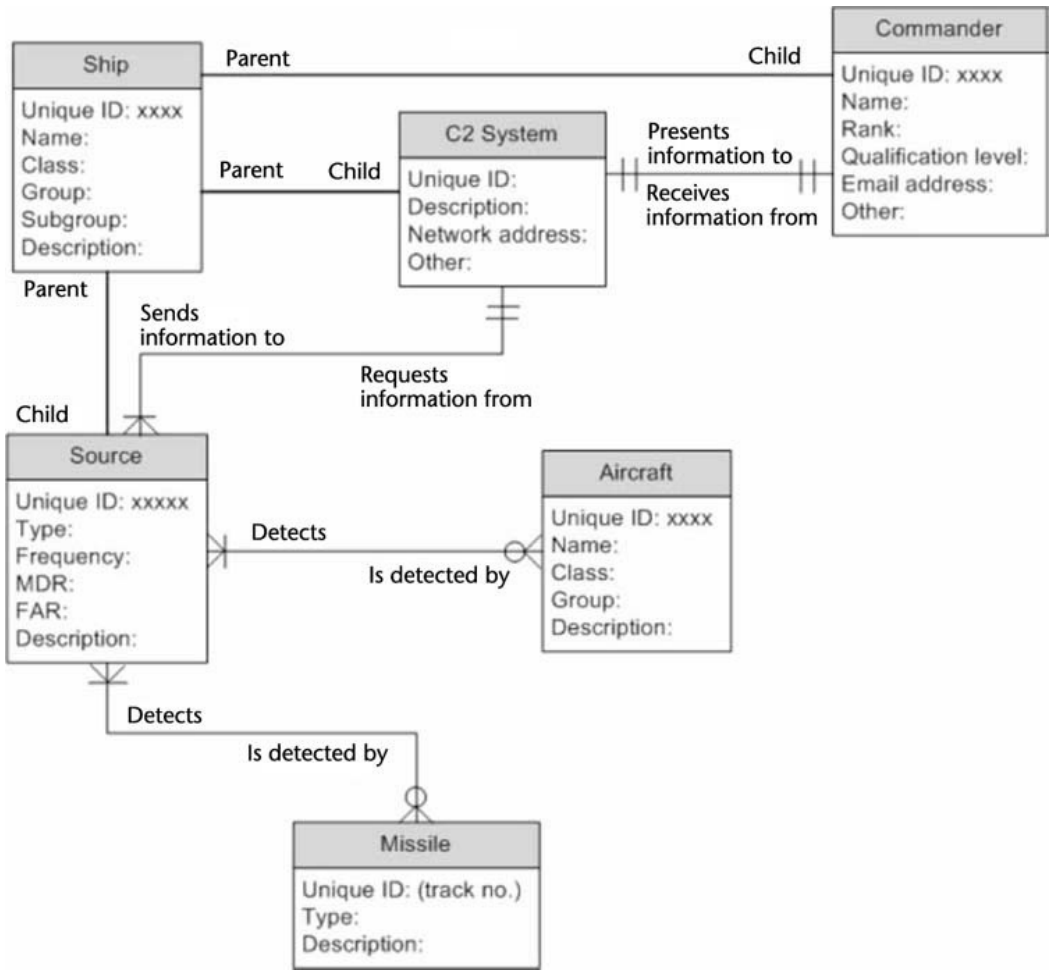 Ship
Unique ID: xxxx
Name:
Class:
Group:
Subgroup:
Description:
Parent
Child
Commander
Unique ID: xxxx
Name:
Rank:
Qualification level:
Email address:
Other:
Parent
Child
C2 System
Unique ID:
Description:
Network address:
Other:
Presents
information to
Receives
information from
Parent
Child
Sends
information to
Requests
information from
Source
Unique ID: xxxxx
Type:
Frequency:
MDR:
FAR:
Description:
Detects
Is detected by
Aircraft
Unique ID: xxxx
Name:
Class:
Group:
Description:
Detects
Is detected by
Missile
Unique ID: (track no.)
Type:
Description: